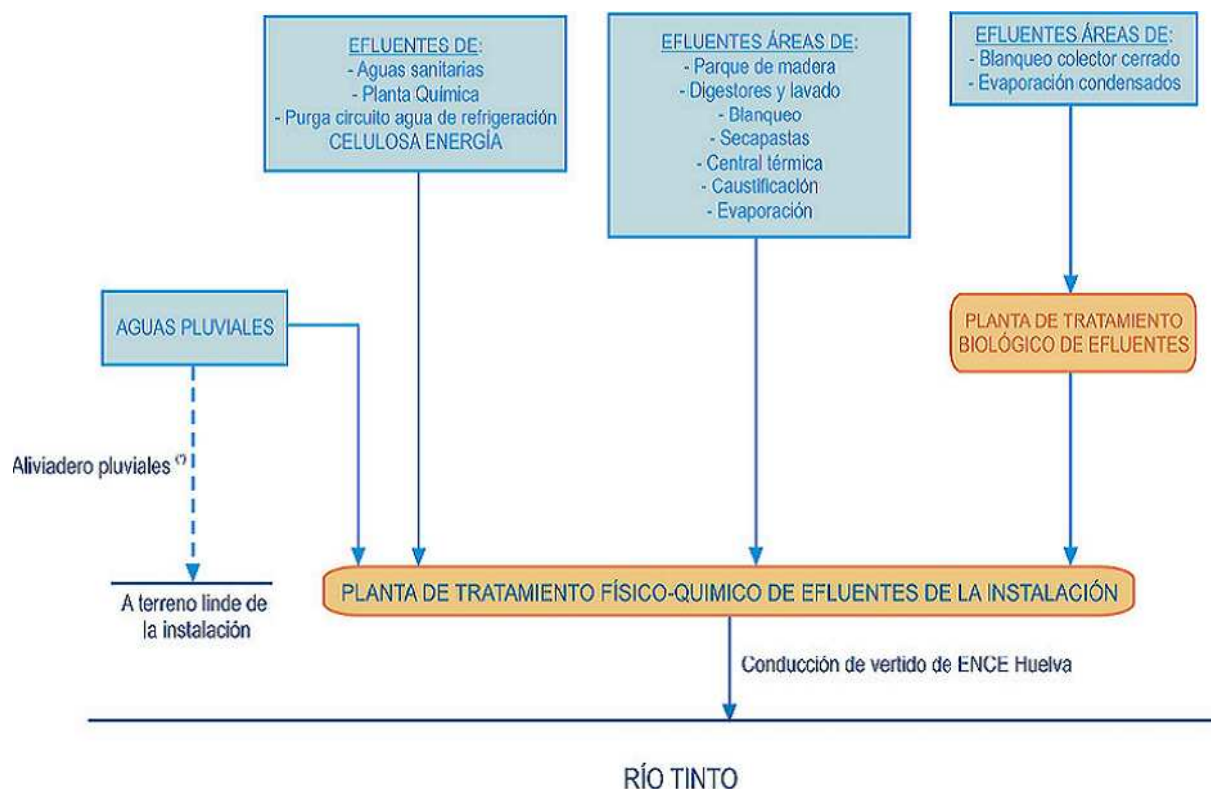 EFLUENTES DE:
- Aguas sanitarias
- Planta Química
- Purga circuito agua de refrigeración
CELULOSA ENERGÍA
EFLUENTES ÁREAS DE:
- Parque de madera
- Digestores y lavado
- Blanqueo
- Secapastas
- Central térmica
- Caustificación
- Evaporación
EFLUENTES ÁREAS DE:
- Blanqueo colector cerrado
- Evaporación condensados
AGUAS PLUVIALES
PLANTA DE TRATAMIENTO
BIOLÓGICO DE EFLUENTES
Aliviadero pluviales (*)
A terreno linde de
la instalación
PLANTA DE TRATAMIENTO FÍSICO-QUIMICO DE EFLUENTES DE LA INSTALACIÓN
Conducción de vertido de ENCE Huelva
RÍO TINTO